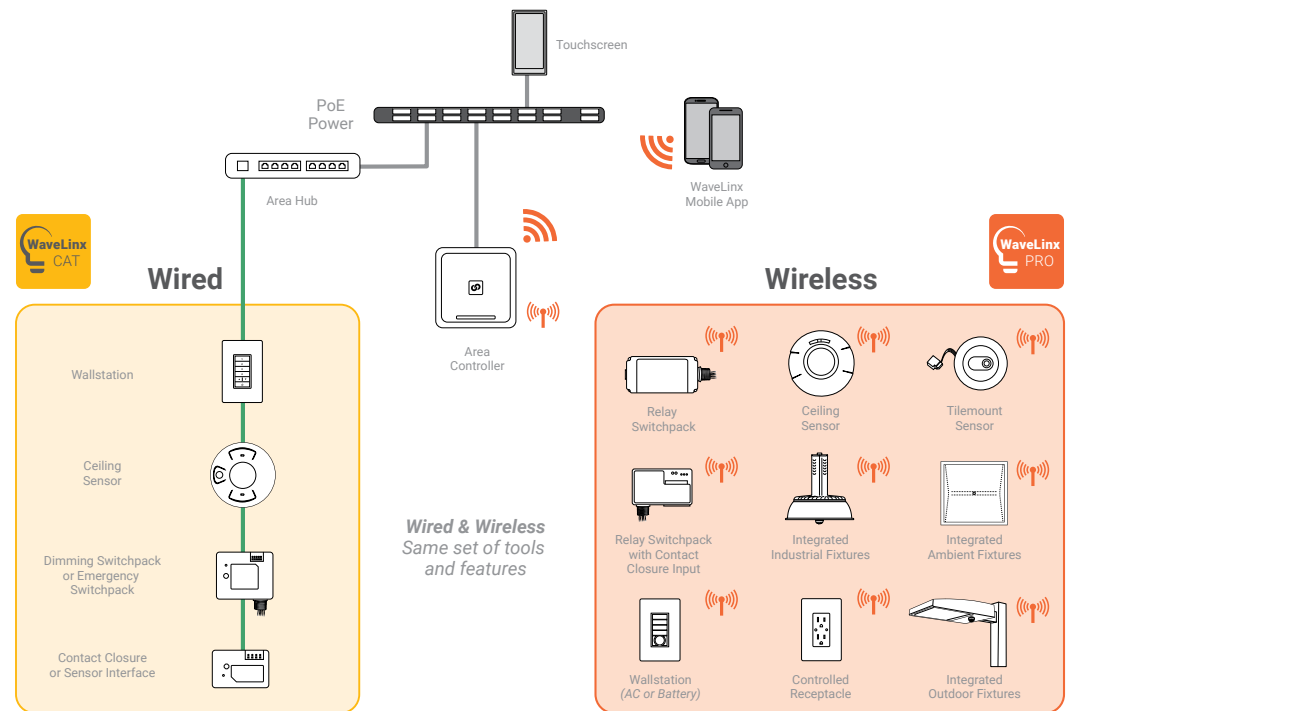 Touchscreen
PoE
Power
WaveLinx
Mobile App
Area Hub
WaveLinx
CAT
Wired
Wireless
WaveLinx
PRO
Area
Controller
Wallstation
Ceiling
Sensor
Dimming Switchpack
or Emergency
Switchpack
Contact Closure
or Sensor Interface
Wired & Wireless
Same set of tools
and features
Relay
Switchpack
Ceiling
Sensor
Tilemount
Sensor
Relay Switchpack
with Contact
Closure Input
Integrated
Industrial Fixtures
Integrated
Ambient Fixtures
Wallstation
(AC or Battery)
Controlled
Receptacle
Integrated
Outdoor Fixtures